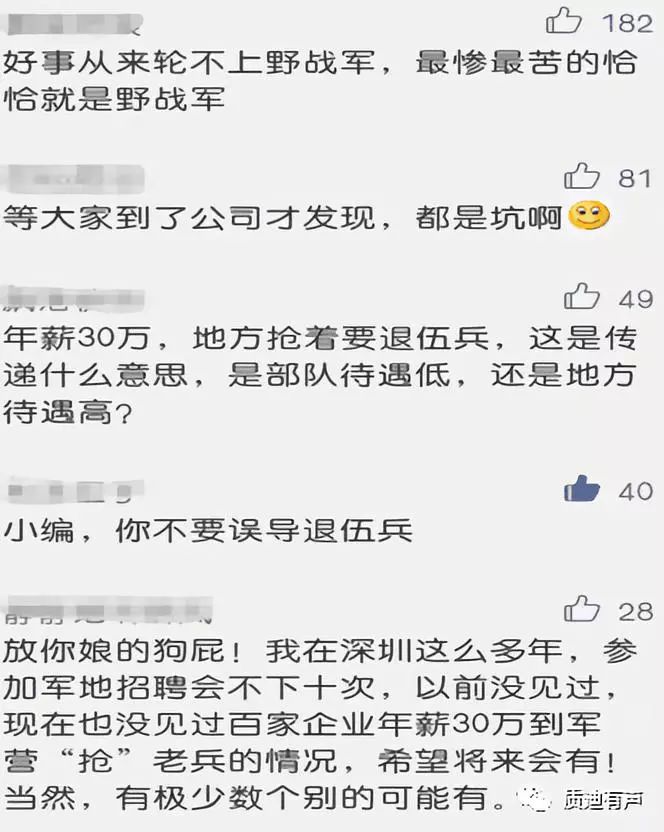 182
好事从来轮不上野战军，最惨最苦的恰
恰就是野战军
81
等大家到了公司才发现，都是坑啊
49
年薪30万，地方抢着要退伍兵，这是传
递什么意思，是部队待遇低，还是地方
待遇高?
40
小编，你不要误导退伍兵
28
放你娘的狗屁！我在深圳这么多年，参
加军地招聘会不下十次，以前没见过，
现在也没见过百家企业年薪30万到军
营“抢”老兵的情况，希望将来会有！
当然，有极少数个别的可能有。
质迪有声